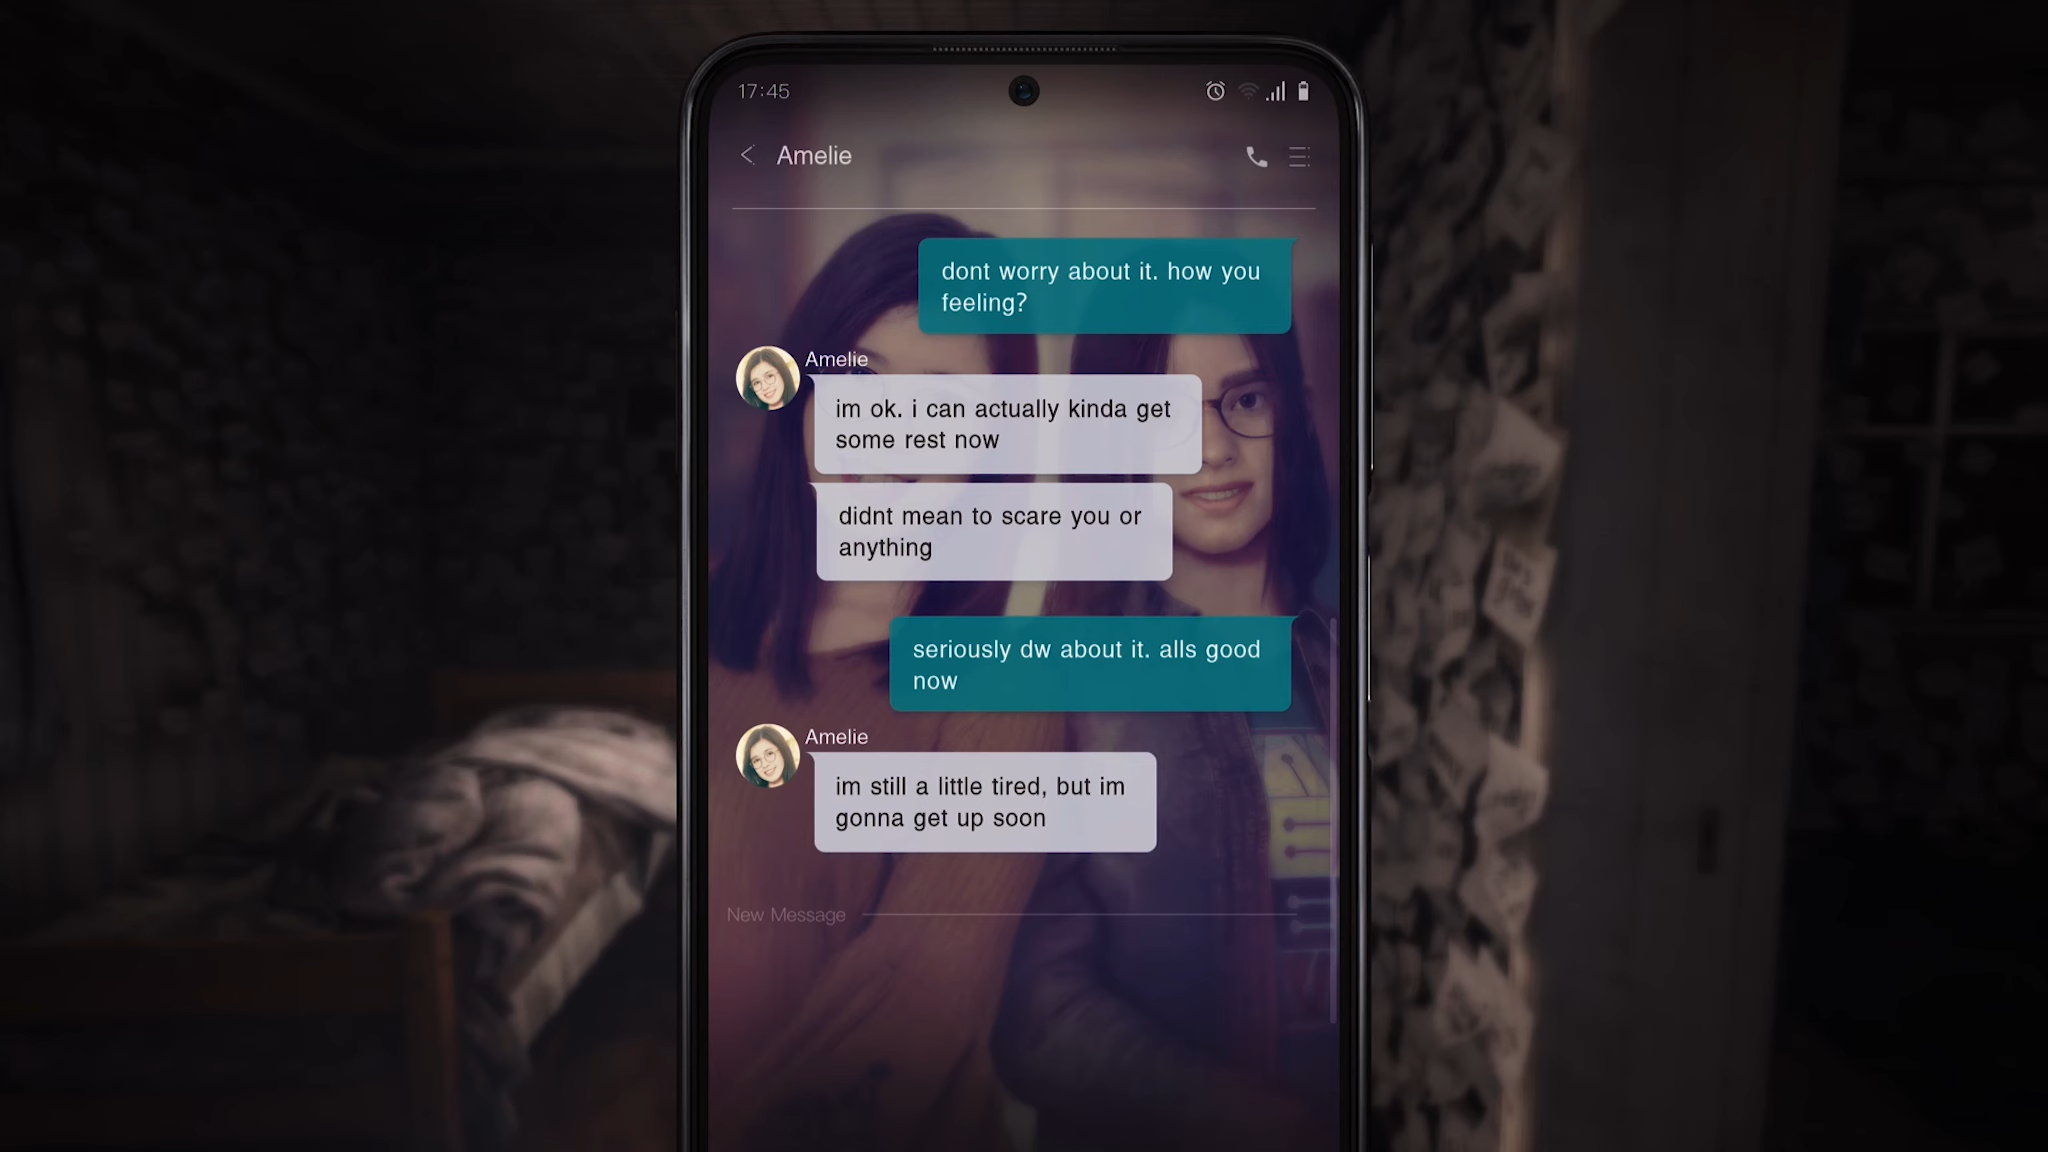 17:45
Amelie
dont worry about it. how you
feeling?
Amelie
im ok. i can actually kinda get
some rest now
didnt mean to scare you or
anything
seriously dw about it. alls good
now
Amelie
im still a little tired, but im
gonna get up soon
New Message